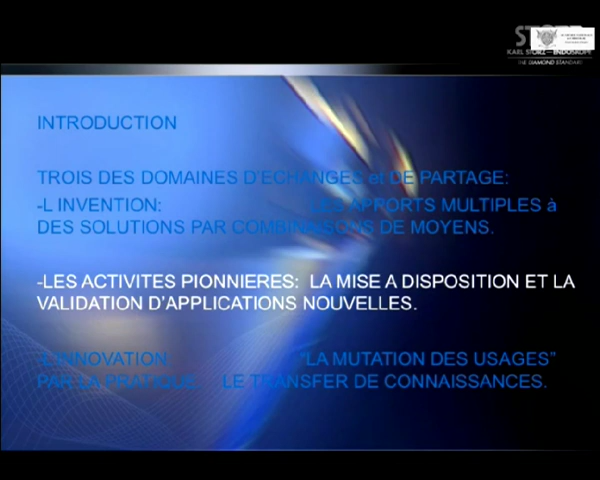 STORZ
KARL STORZ — ENDOSKOPE
THE DIAMOND STANDARD
INTRODUCTION
TROIS DES DOMAINES D'ECHANGES et DE PARTAGE:
-L INVENTION: LES APPORTS MULTIPLES à
DES SOLUTIONS PAR COMBINAISONS DE MOYENS.
-LES ACTIVITES PIONNIERES: LA MISE A DISPOSITION ET LA
VALIDATION D'APPLICATIONS NOUVELLES.
-L'INNOVATION "LA MUTATION DES USAGES"
PAR LA PRATIQUE. LE TRANSFER DE CONNAISSANCES.